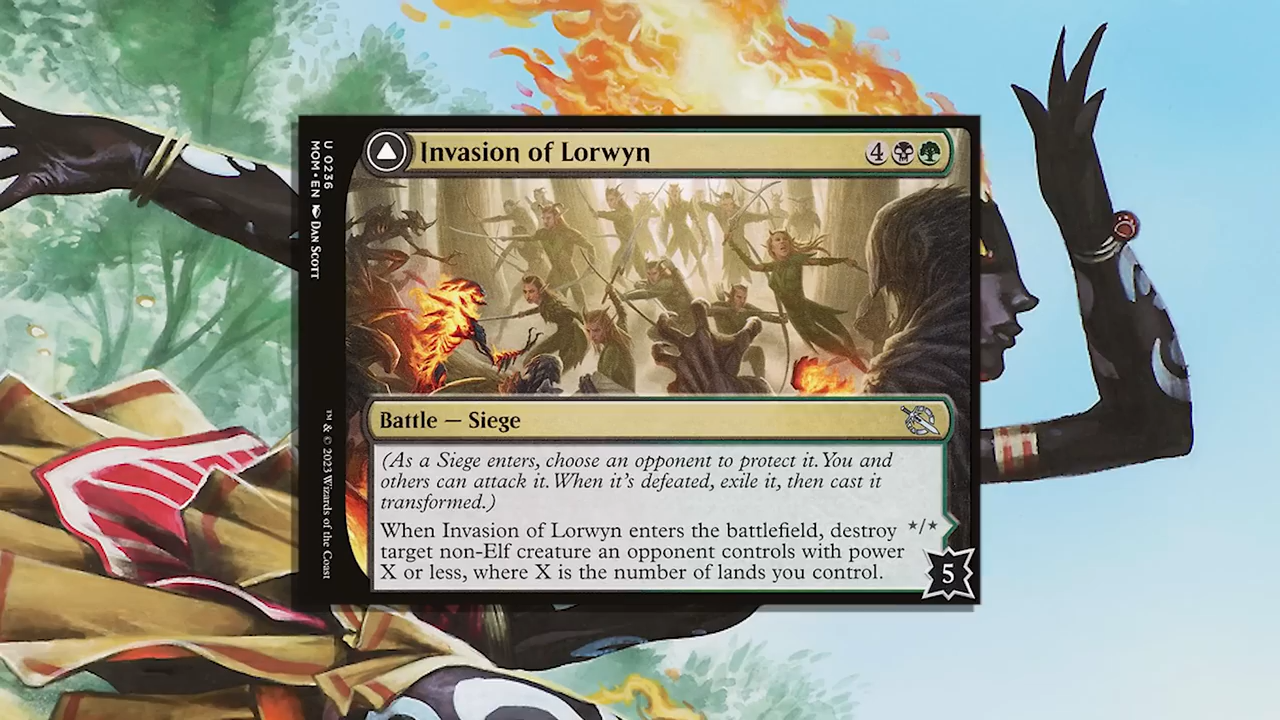 Invasion of Lorwyn
4
U 0236
MOM • EN Dan Scott
Battle — Siege
(As a Siege enters, choose an opponent to protect it. You and
others can attack it. When it's defeated, exile it, then cast it
transformed.)
When Invasion of Lorwyn enters the battlefield, destroy
target non-Elf creature an opponent controls with power
X or less, where X is the number of lands you control.
*/*
5
™ & © 2023 Wizards of the Coast